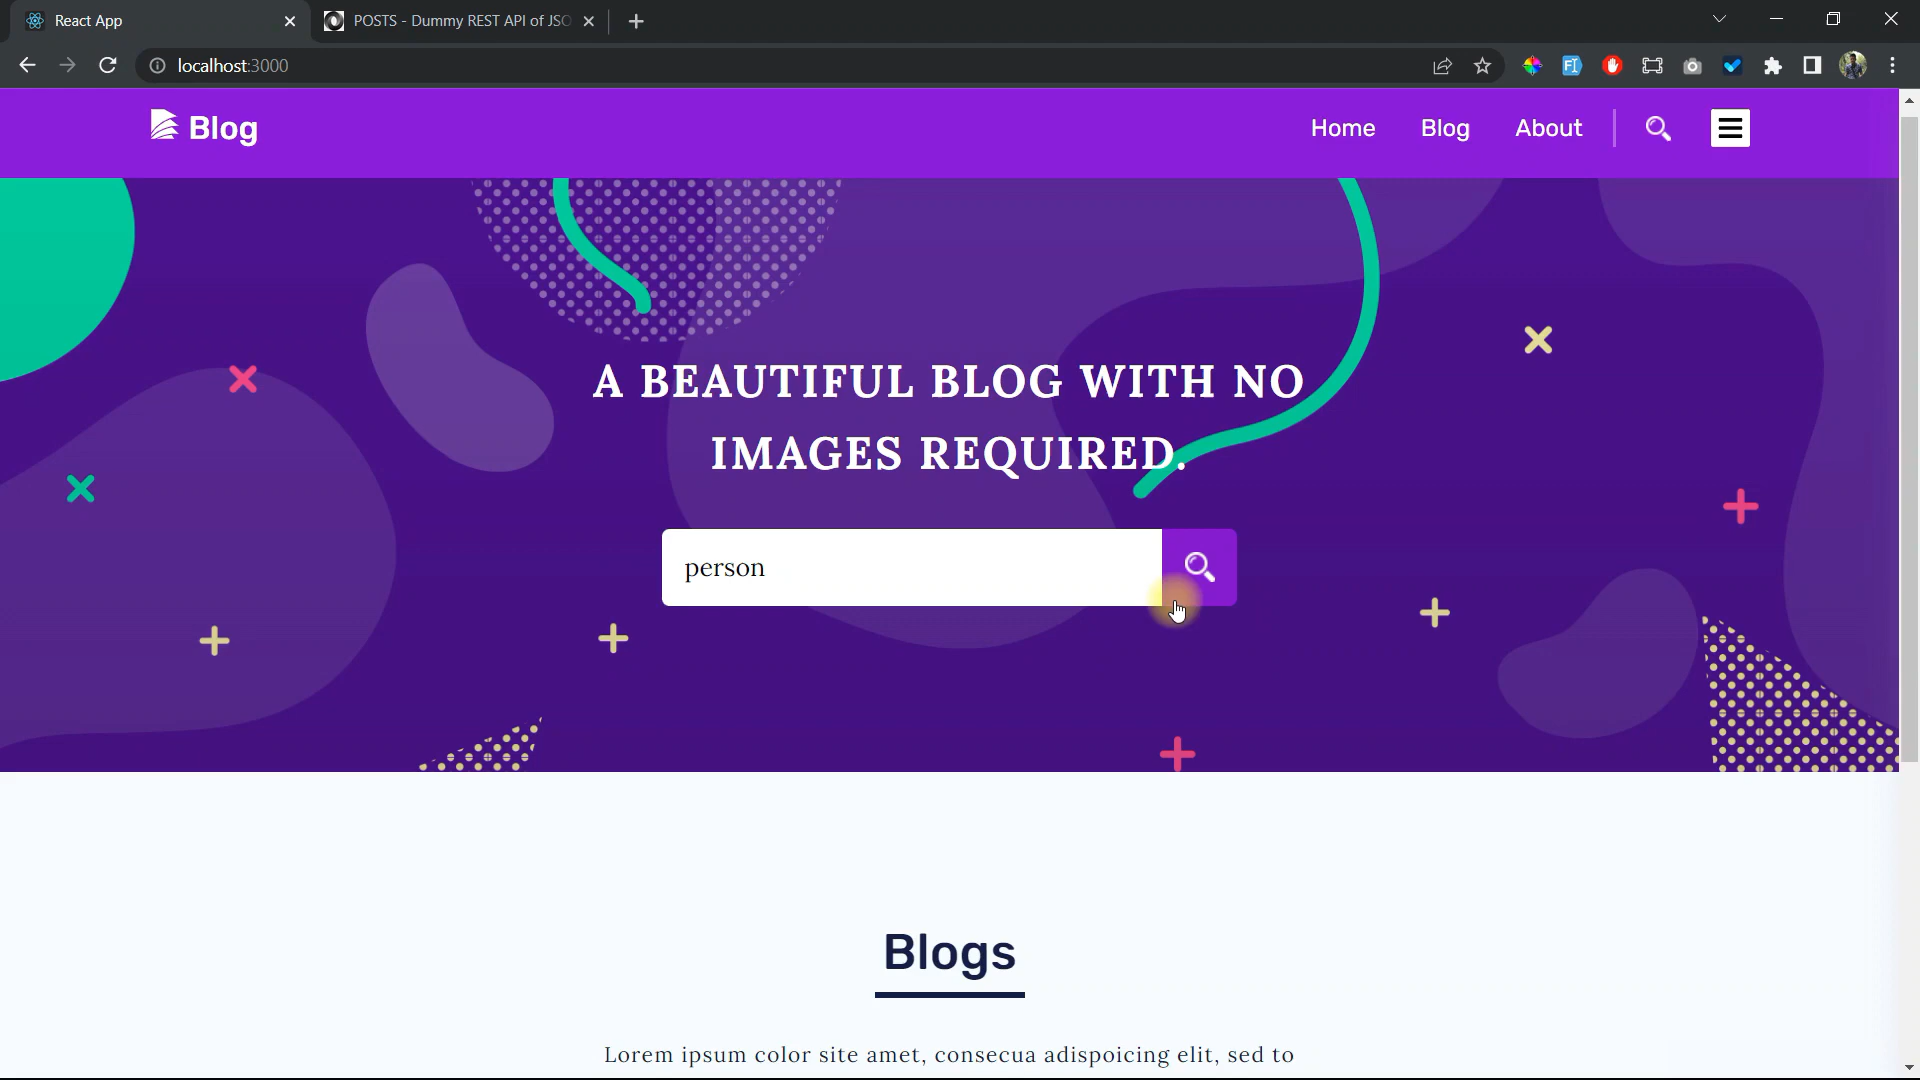 React App
POSTS - Dummy REST API of JSO
localhost:3000
Blog
Home
Blog
About
A BEAUTIFUL BLOG WITH NO
IMAGES REQUIRED.
person
Blogs
Lorem ipsum color site amet, consecua adispoicing elit, sed to